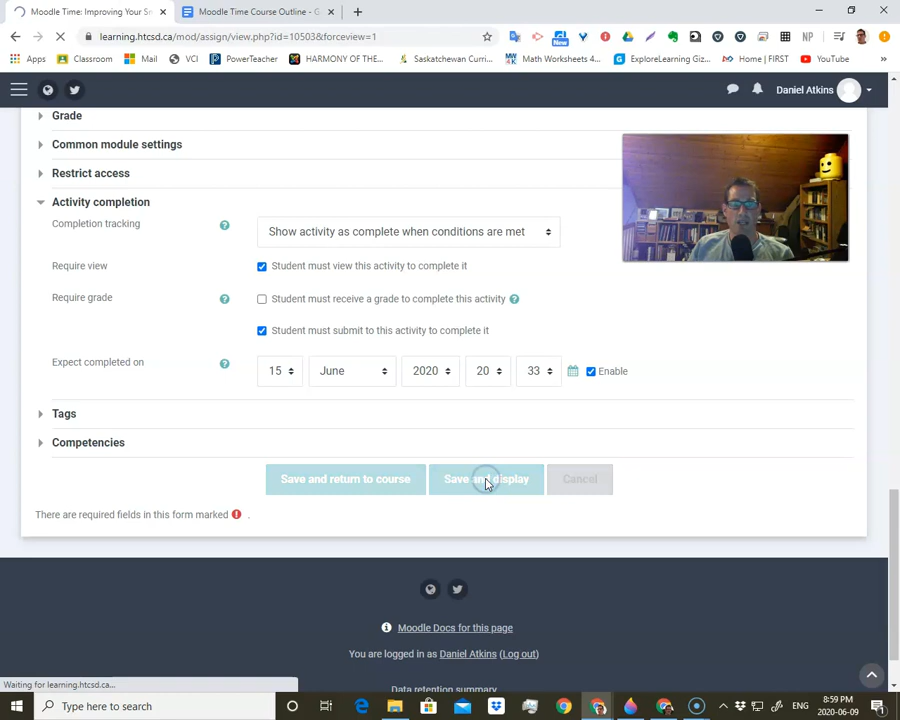 Moodle Time: Improving Your Sm
Moodle Time Course Outline - G
learning.htcsd.ca/mod/assign/view.php?id=10503&forceview=1
New
NP
Apps
Classroom
Mail
VCI
PowerTeacher
HARMONY OF THE...
Saskatchewan Curri...
Math Worksheets 4...
ExploreLearning Giz...
Home | FIRST
YouTube
Daniel Atkins
Grade
Common module settings
Restrict access
Activity completion
Completion tracking
Show activity as complete when conditions are met
Require view
Student must view this activity to complete it
Require grade
Student must receive a grade to complete this activity
Student must submit to this activity to complete it
Expect completed on
15 June 2020 20 33 Enable
Tags
Competencies
Save and return to course
Save and display
Cancel
There are required fields in this form marked .
Moodle Docs for this page
You are logged in as Daniel Atkins (Log out)
Data retention summary
Waiting for learning.htcsd.ca...
Type here to search
ENG
8:59 PM
2020-06-09